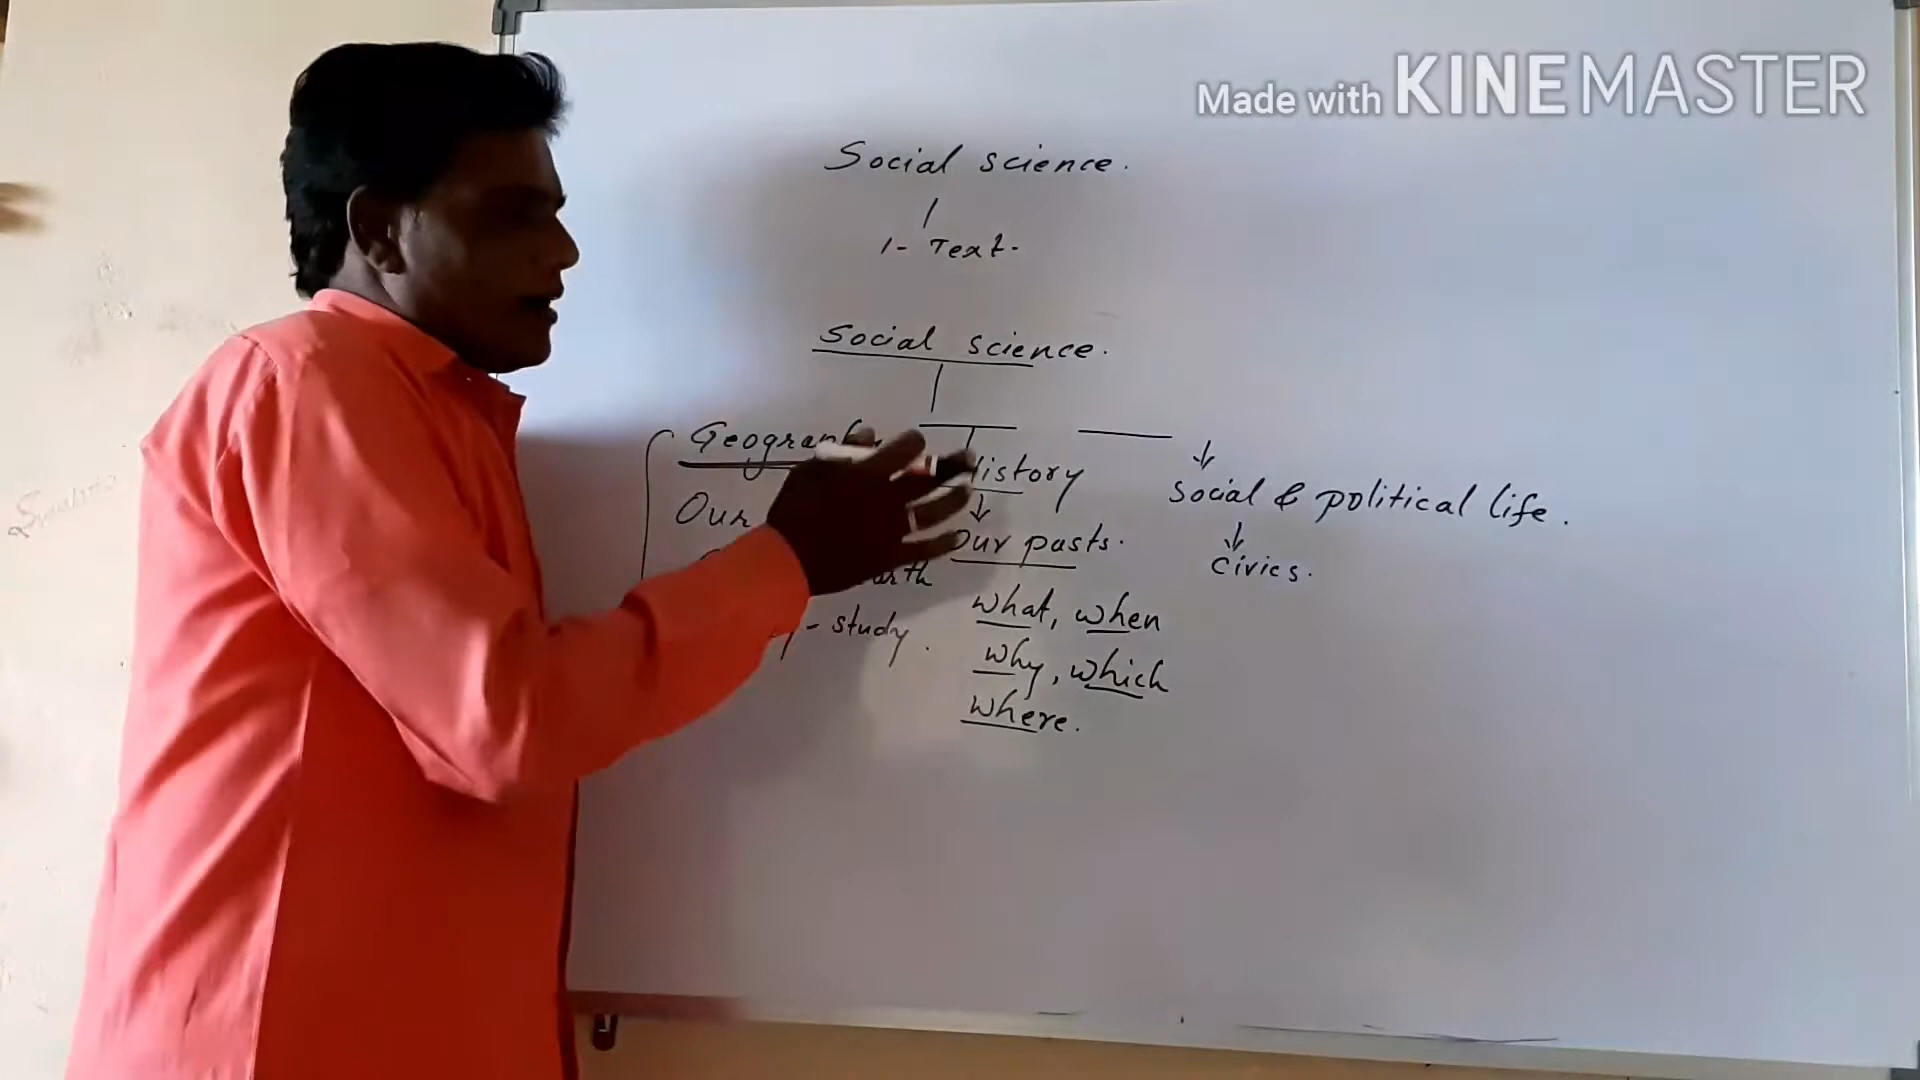 Made with KINEMASTER
Social science.
1- Text.
Social science.
Geography
History
Social & political life.
Our
Our pasts.
Civics.
what, when
- study.
why, which
where.